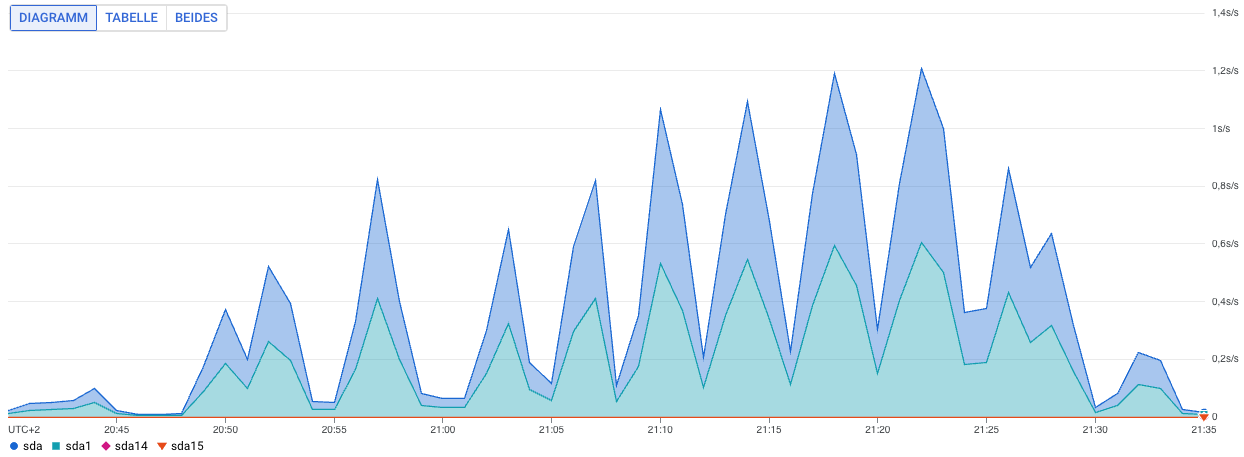 DIAGRAMM TABELLE BEIDES
1,4s/s
1,2s/s
1s/s
0,8s/s
0,6s/s
0,4s/s
0,2s/s
0
UTC+2 20:45 20:50 20:55 21:00 21:05 21:10 21:15 21:20 21:25 21:30 21:35
sda sda1 sda14 sda15